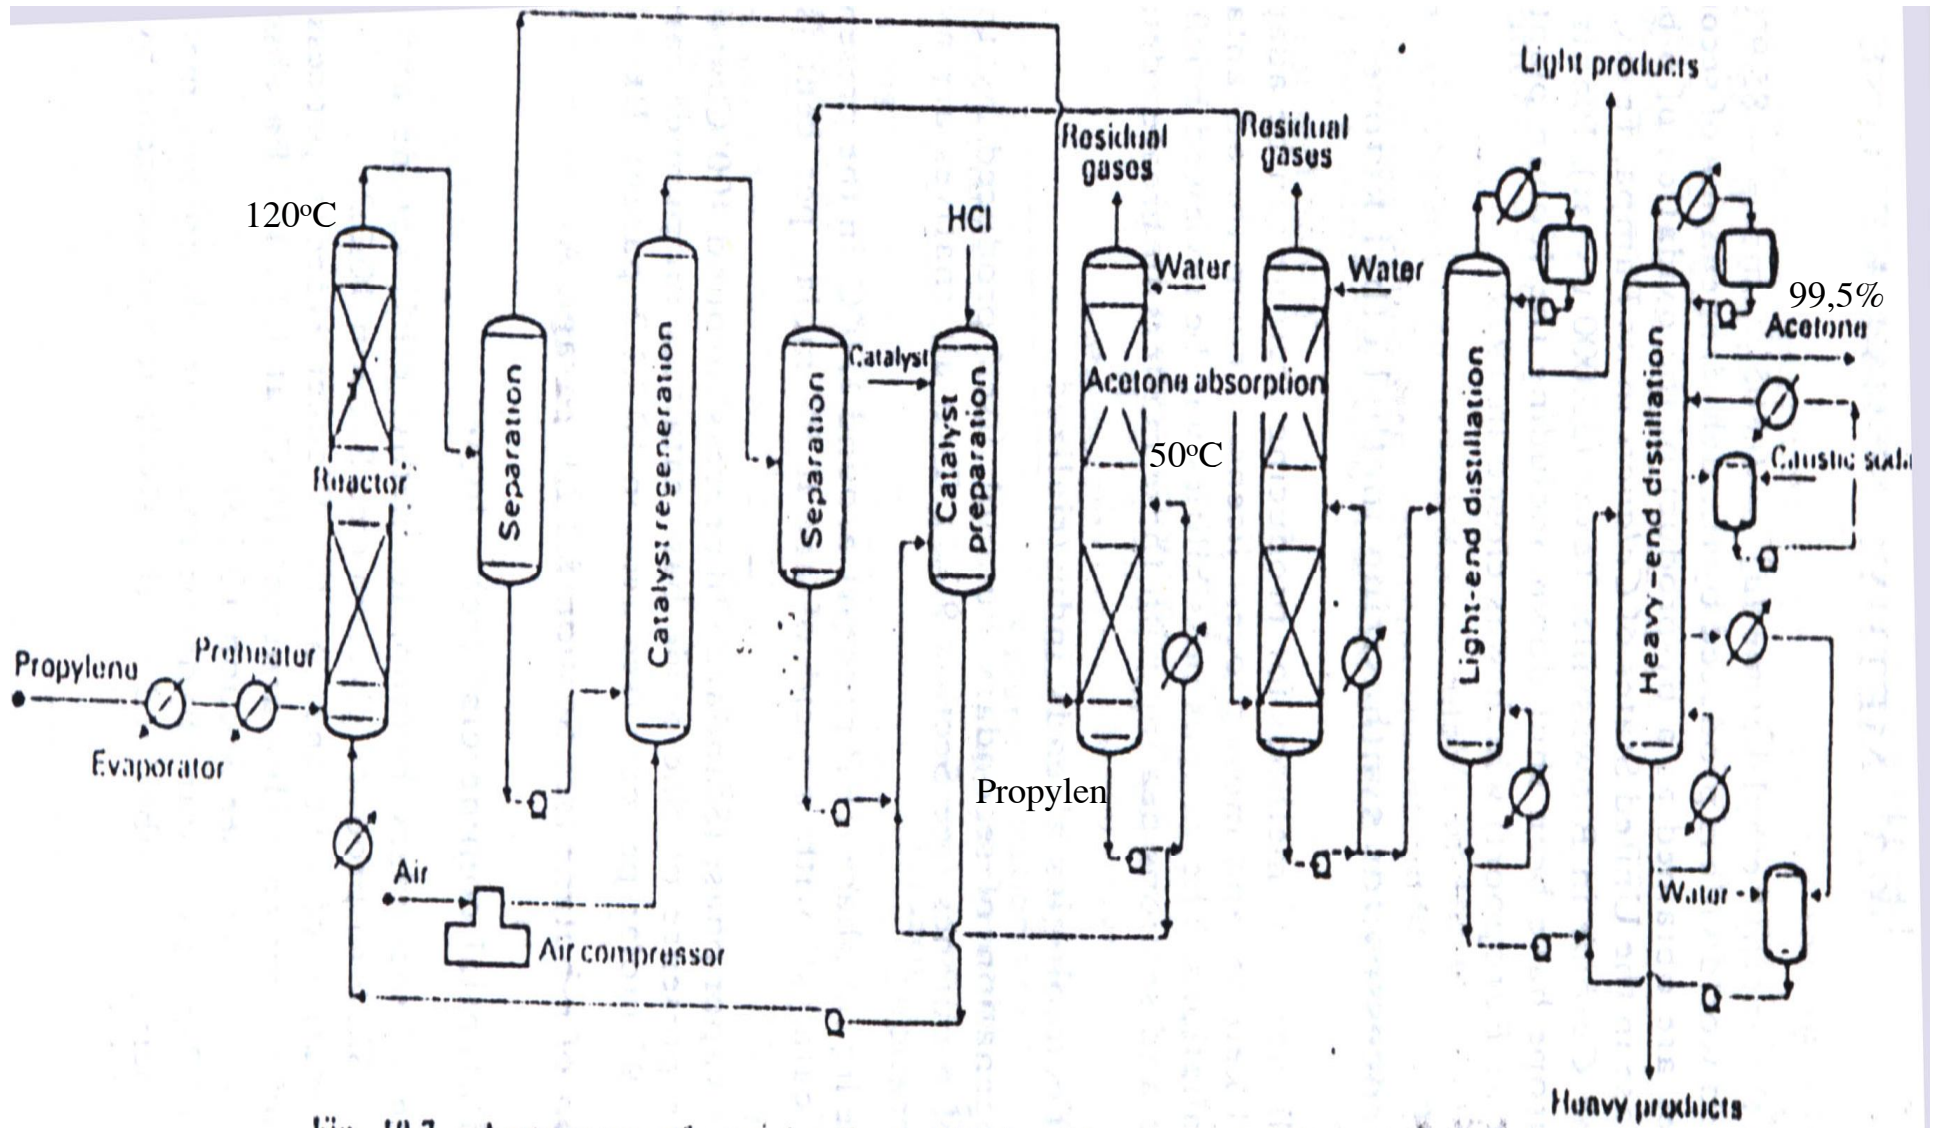 Light products
Residual
gases
Residual
gases
120°C
HCl
Water
Water
99,5%
Acetone
Catalyst
Acetone absorption
Separation
Catalyst regeneration
Separation
Catalyst
preparation
Light-end distillation
Heavy-end distillation
50°C
Caustic soda
Reactor
Propylene
Preheater
Evaporator
Propylen
Air
Air compressor
Water
Heavy products